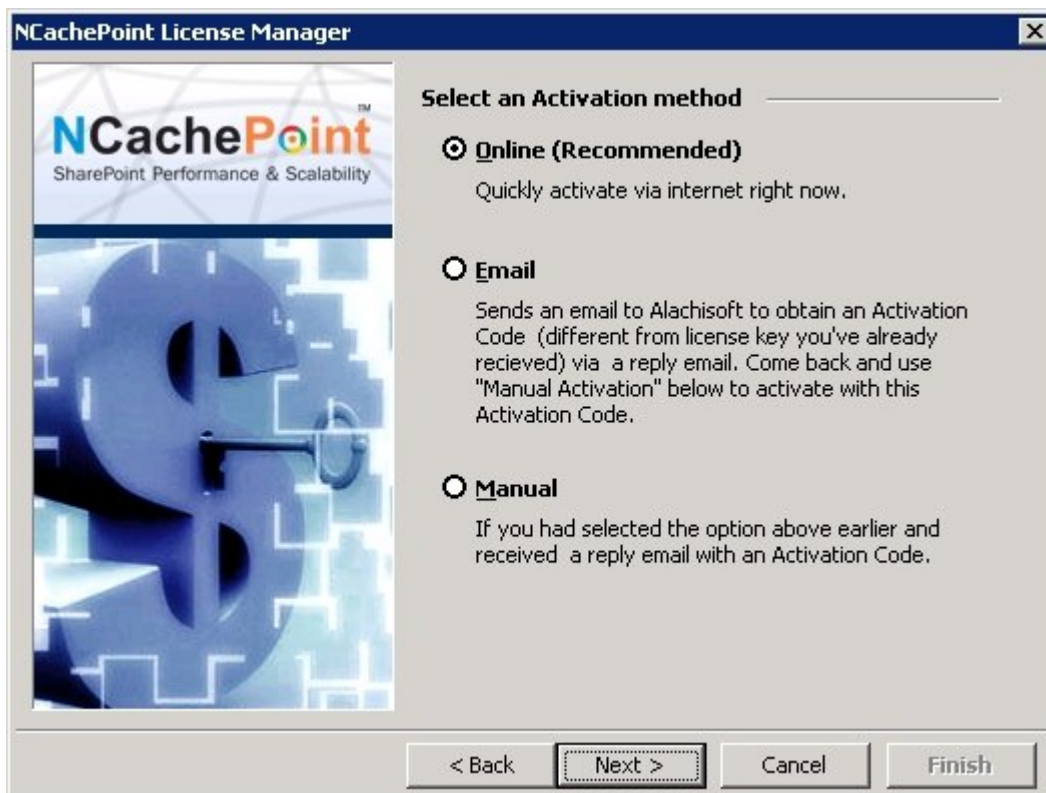 NCachePoint License Manager
NCachePoint™
SharePoint Performance & Scalability
Select an Activation method
Online (Recommended)
Quickly activate via internet right now.
Email
Sends an email to Alachisoft to obtain an Activation
Code (different from license key you've already
recieved) via a reply email. Come back and use
"Manual Activation" below to activate with this
Activation Code.
Manual
If you had selected the option above earlier and
received a reply email with an Activation Code.
< Back
Next >
Cancel
Finish